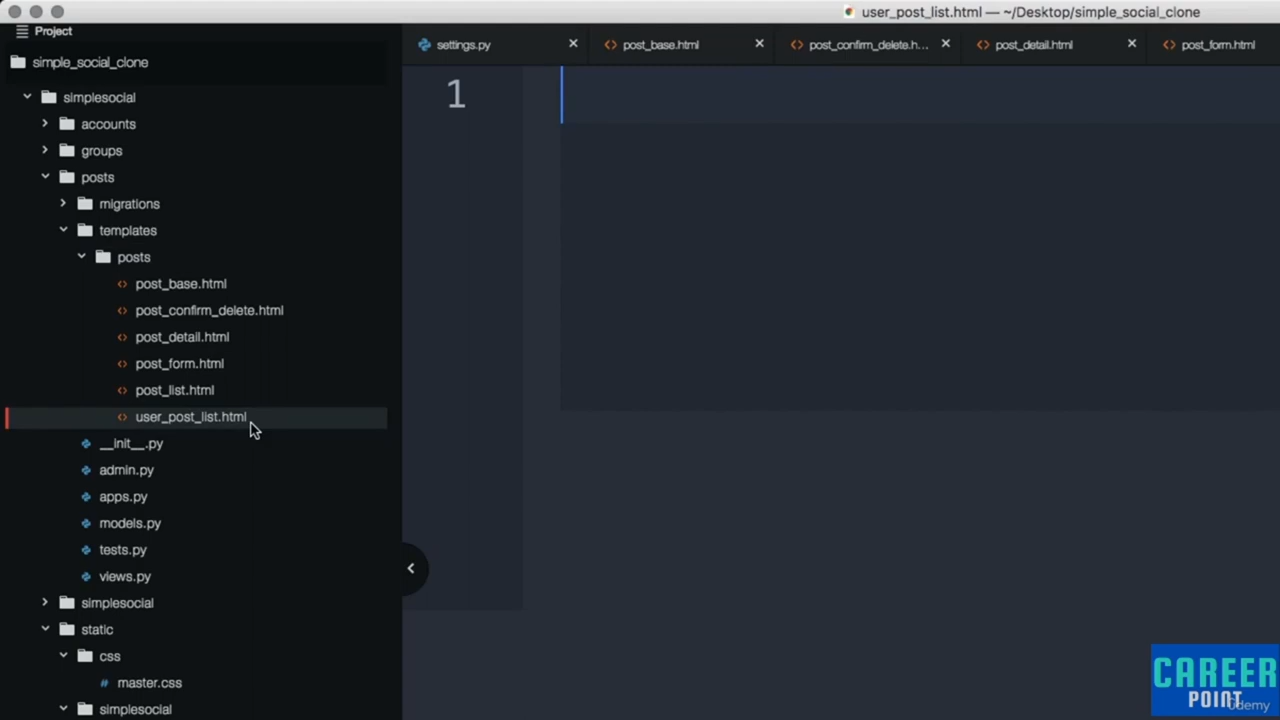 user_post_list.html — ~/Desktop/simple_social_clone
Project
settings.py
post_base.html
post_confirm_delete.h...
post_detail.html
post_form.html
simple_social_clone
simplesocial
accounts
groups
posts
migrations
templates
posts
post_base.html
post_confirm_delete.html
post_detail.html
post_form.html
post_list.html
user_post_list.html
__init__.py
admin.py
apps.py
models.py
tests.py
views.py
simplesocial
static
css
# master.css
simplesocial
1
CAREER
POINT
Udemy